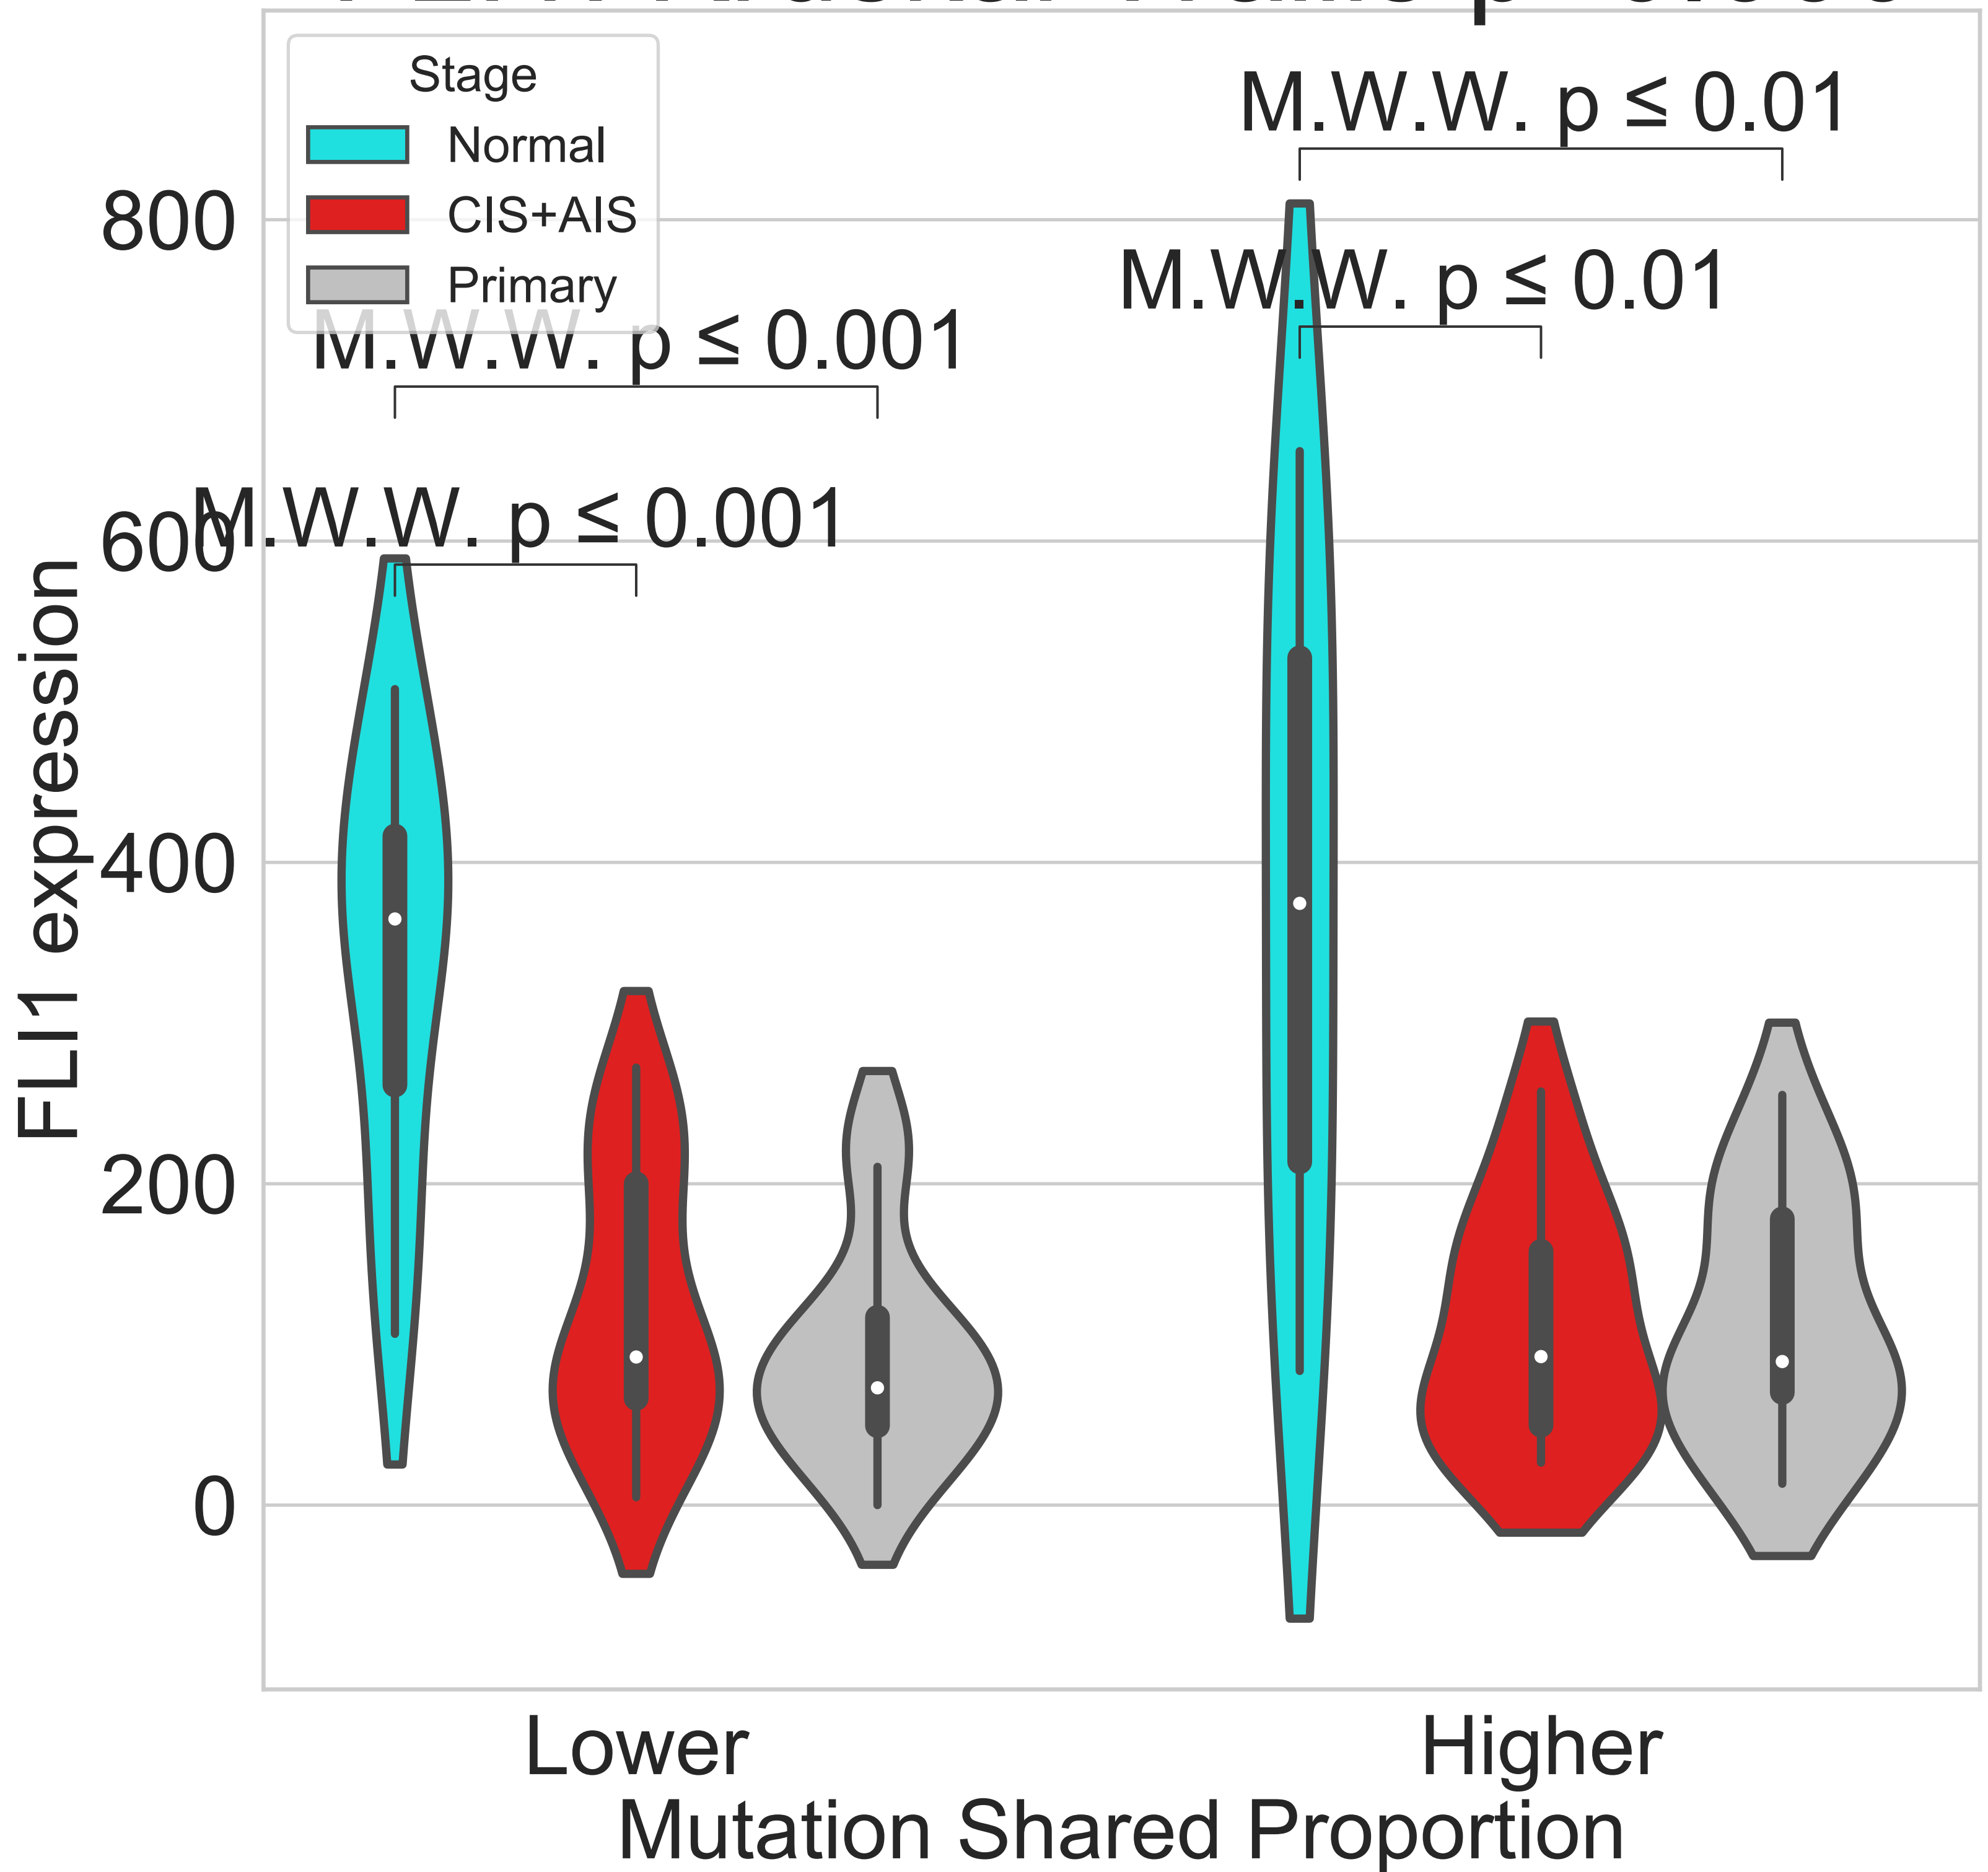 Stage
Normal
CIS+AIS
Primary
M.W.W. p ≤ 0.01
M.W.W. p ≤ 0.01
M.W.W. p ≤ 0.001
M.W.W. p ≤ 0.001
800
600
400
200
0
FLI1 expression
Lower
Higher
Mutation Shared Proportion